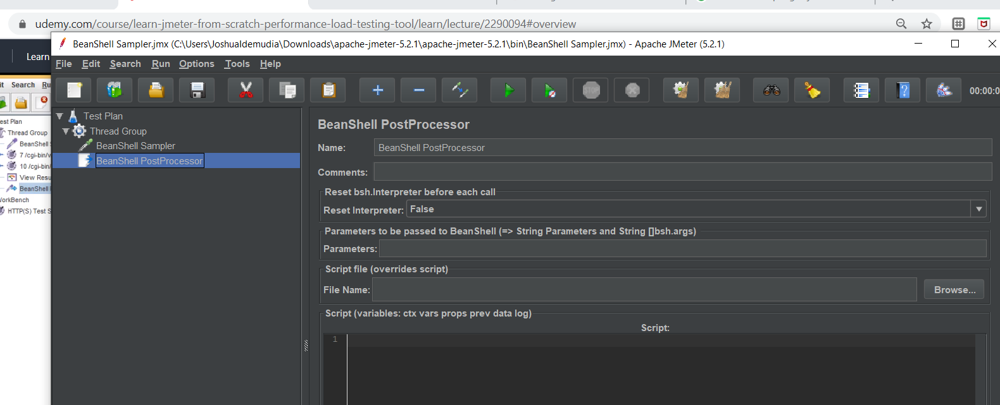 udemy.com/course/learn-jmeter-from-scratch-performance-load-testing-tool/learn/lecture/2290094#overview
BeanShell Sampler.jmx (C:\Users\JoshuaIdemudia\Downloads\apache-jmeter-5.2.1\apache-jmeter-5.2.1\bin\BeanShell Sampler.jmx) - Apache JMeter (5.2.1)
Learn
File Edit Search Run Options Tools Help
it Search Ru
STOP
00:00:0
est Plan
Thread Group
BeanShell
7 /cgi-bin/w
10 /cgi-bin/
View Resu
BeanShell
WorkBench
HTTP(S) Test S
Test Plan
Thread Group
BeanShell Sampler
BeanShell PostProcessor
BeanShell PostProcessor
Name: BeanShell PostProcessor
Comments:
Reset bsh.Interpreter before each call
Reset Interpreter: False
Parameters to be passed to BeanShell (=> String Parameters and String []bsh.args)
Parameters:
Script file (overrides script)
File Name: Browse...
Script (variables: ctx vars props prev data log)
Script:
1